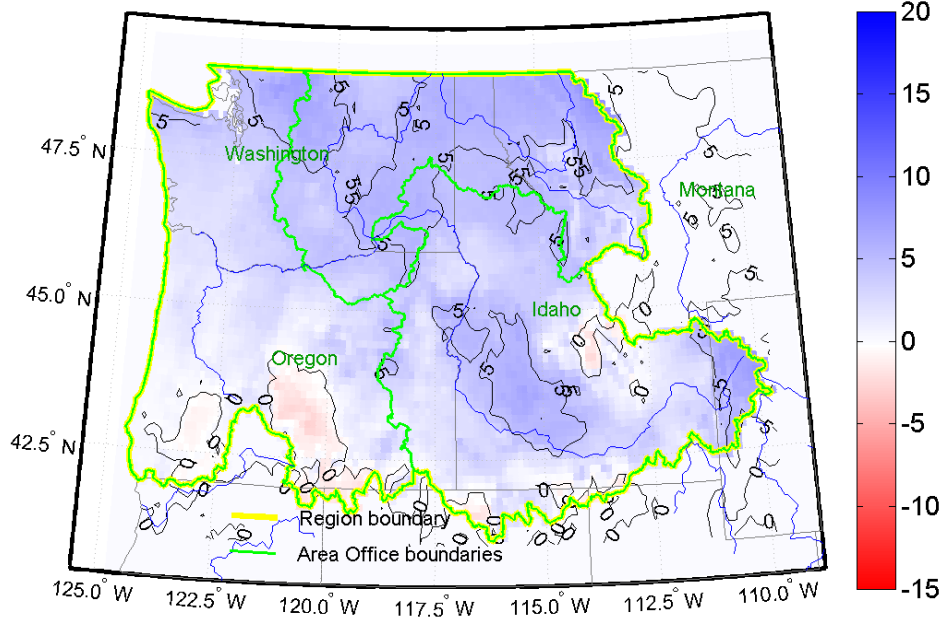 20
15
10
5
0
-5
-10
-15
47.5° N
45.0° N
42.5° N
Washington
Montana
Idaho
Oregon
Region boundary
Area Office boundaries
125.0° W
122.5° W
120.0° W
117.5° W
115.0° W
112.5° W
110.0° W